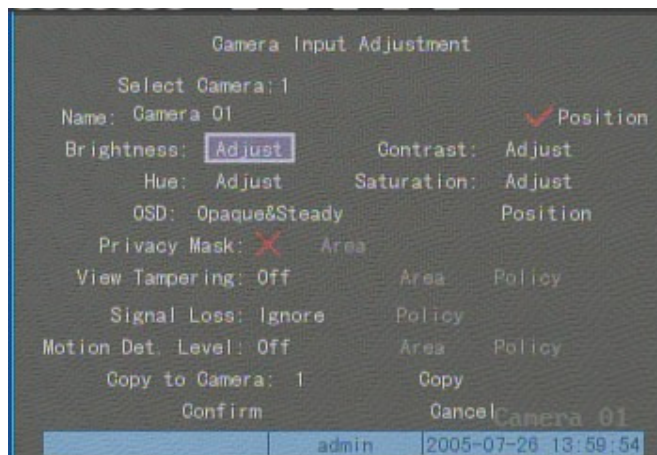 Camera Input Adjustment
Select Camera: 1
Name: Camera 01 Position
Brightness: Adjust Contrast: Adjust
Hue: Adjust Saturation: Adjust
OSD: Opaque&Steady Position
Privacy Mask: Area
View Tampering: Off Area Policy
Signal Loss: Ignore Policy
Motion Det. Level: Off Area Policy
Copy to Camera: 1 Copy
Confirm Cancel
Camera 01
admin 2005-07-26 13:59:54